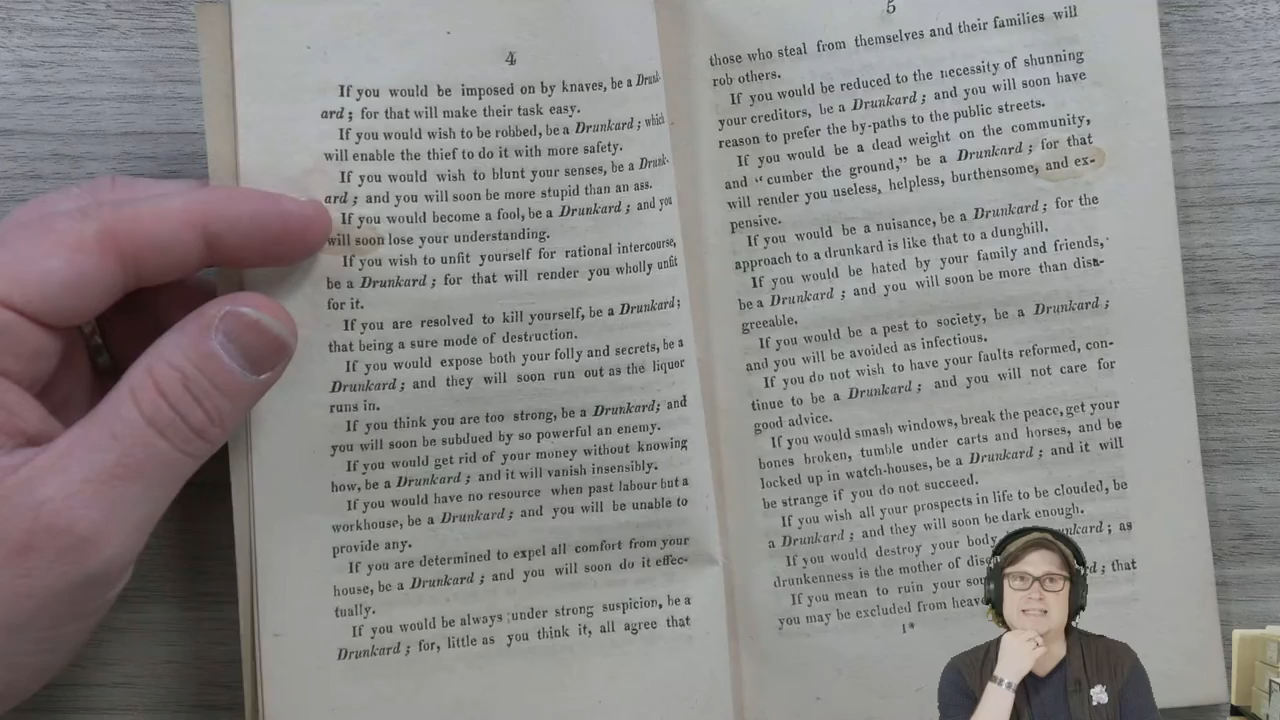 4
If you would be imposed on by knaves, be a Drunk-
ard ; for that will make their task easy.
If you would wish to be robbed, be a Drunkard ; which
will enable the thief to do it with more safety.
If you would wish to blunt your senses, be a Drunk-
ard ; and you will soon be more stupid than an ass.
If you would become a fool, be a Drunkard ; and you
will soon lose your understanding.
If you wish to unfit yourself for rational intercourse,
be a Drunkard ; for that will render you wholly unfit
for it.
If you are resolved to kill yourself, be a Drunkard;
that being a sure mode of destruction.
If you would expose both your folly and secrets, be a
Drunkard ; and they will soon run out as the liquor
runs in.
If you think you are too strong, be a Drunkard; and
you will soon be subdued by so powerful an enemy.
If you would get rid of your money without knowing
how, be a Drunkard ; and it will vanish insensibly.
If you would have no resource when past labour but a
workhouse, be a Drunkard ; and you will be unable to
provide any.
If you are determined to expel all comfort from your
house, be a Drunkard ; and you will soon do it effec-
tually.
If you would be always under strong suspicion, be a
Drunkard ; for, little as you think it, all agree that
5
those who steal from themselves and their families will
rob others.
If you would be reduced to the necessity of shunning
your creditors, be a Drunkard ; and you will soon have
reason to prefer the by-paths to the public streets.
If you would be a dead weight on the community,
and “cumber the ground,” be a Drunkard ; for that
will render you useless, helpless, burthensome, and ex-
pensive.
If you would be a nuisance, be a Drunkard ; for the
approach to a drunkard is like that to a dunghill.
If you would be hated by your family and friends,
be a Drunkard ; and you will soon be more than disa-
greeable.
If you would be a pest to society, be a Drunkard ;
and you will be avoided as infectious.
If you do not wish to have your faults reformed, con-
tinue to be a Drunkard ; and you will not care for
good advice.
If you would smash windows, break the peace, get your
bones broken, tumble under carts and horses, and be
locked up in watch-houses, be a Drunkard ; and it will
be strange if you do not succeed.
If you wish all your prospects in life to be clouded, be
a Drunkard ; and they will soon be dark enough.
If you would destroy your body ; as
drunkenness is the mother of
If you mean to ruin your ; that
you may be excluded from
1*